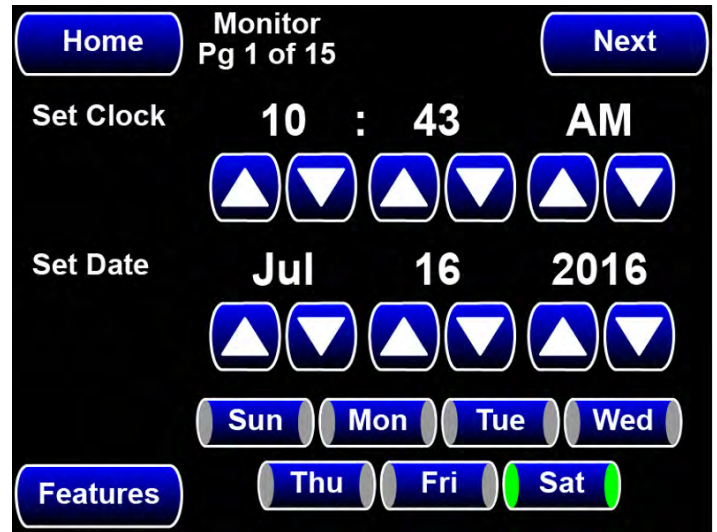 Home
Monitor
Pg 1 of 15
Next
Set Clock 10 : 43 AM
Set Date Jul 16 2016
Sun Mon Tue Wed
Thu Fri Sat
Features